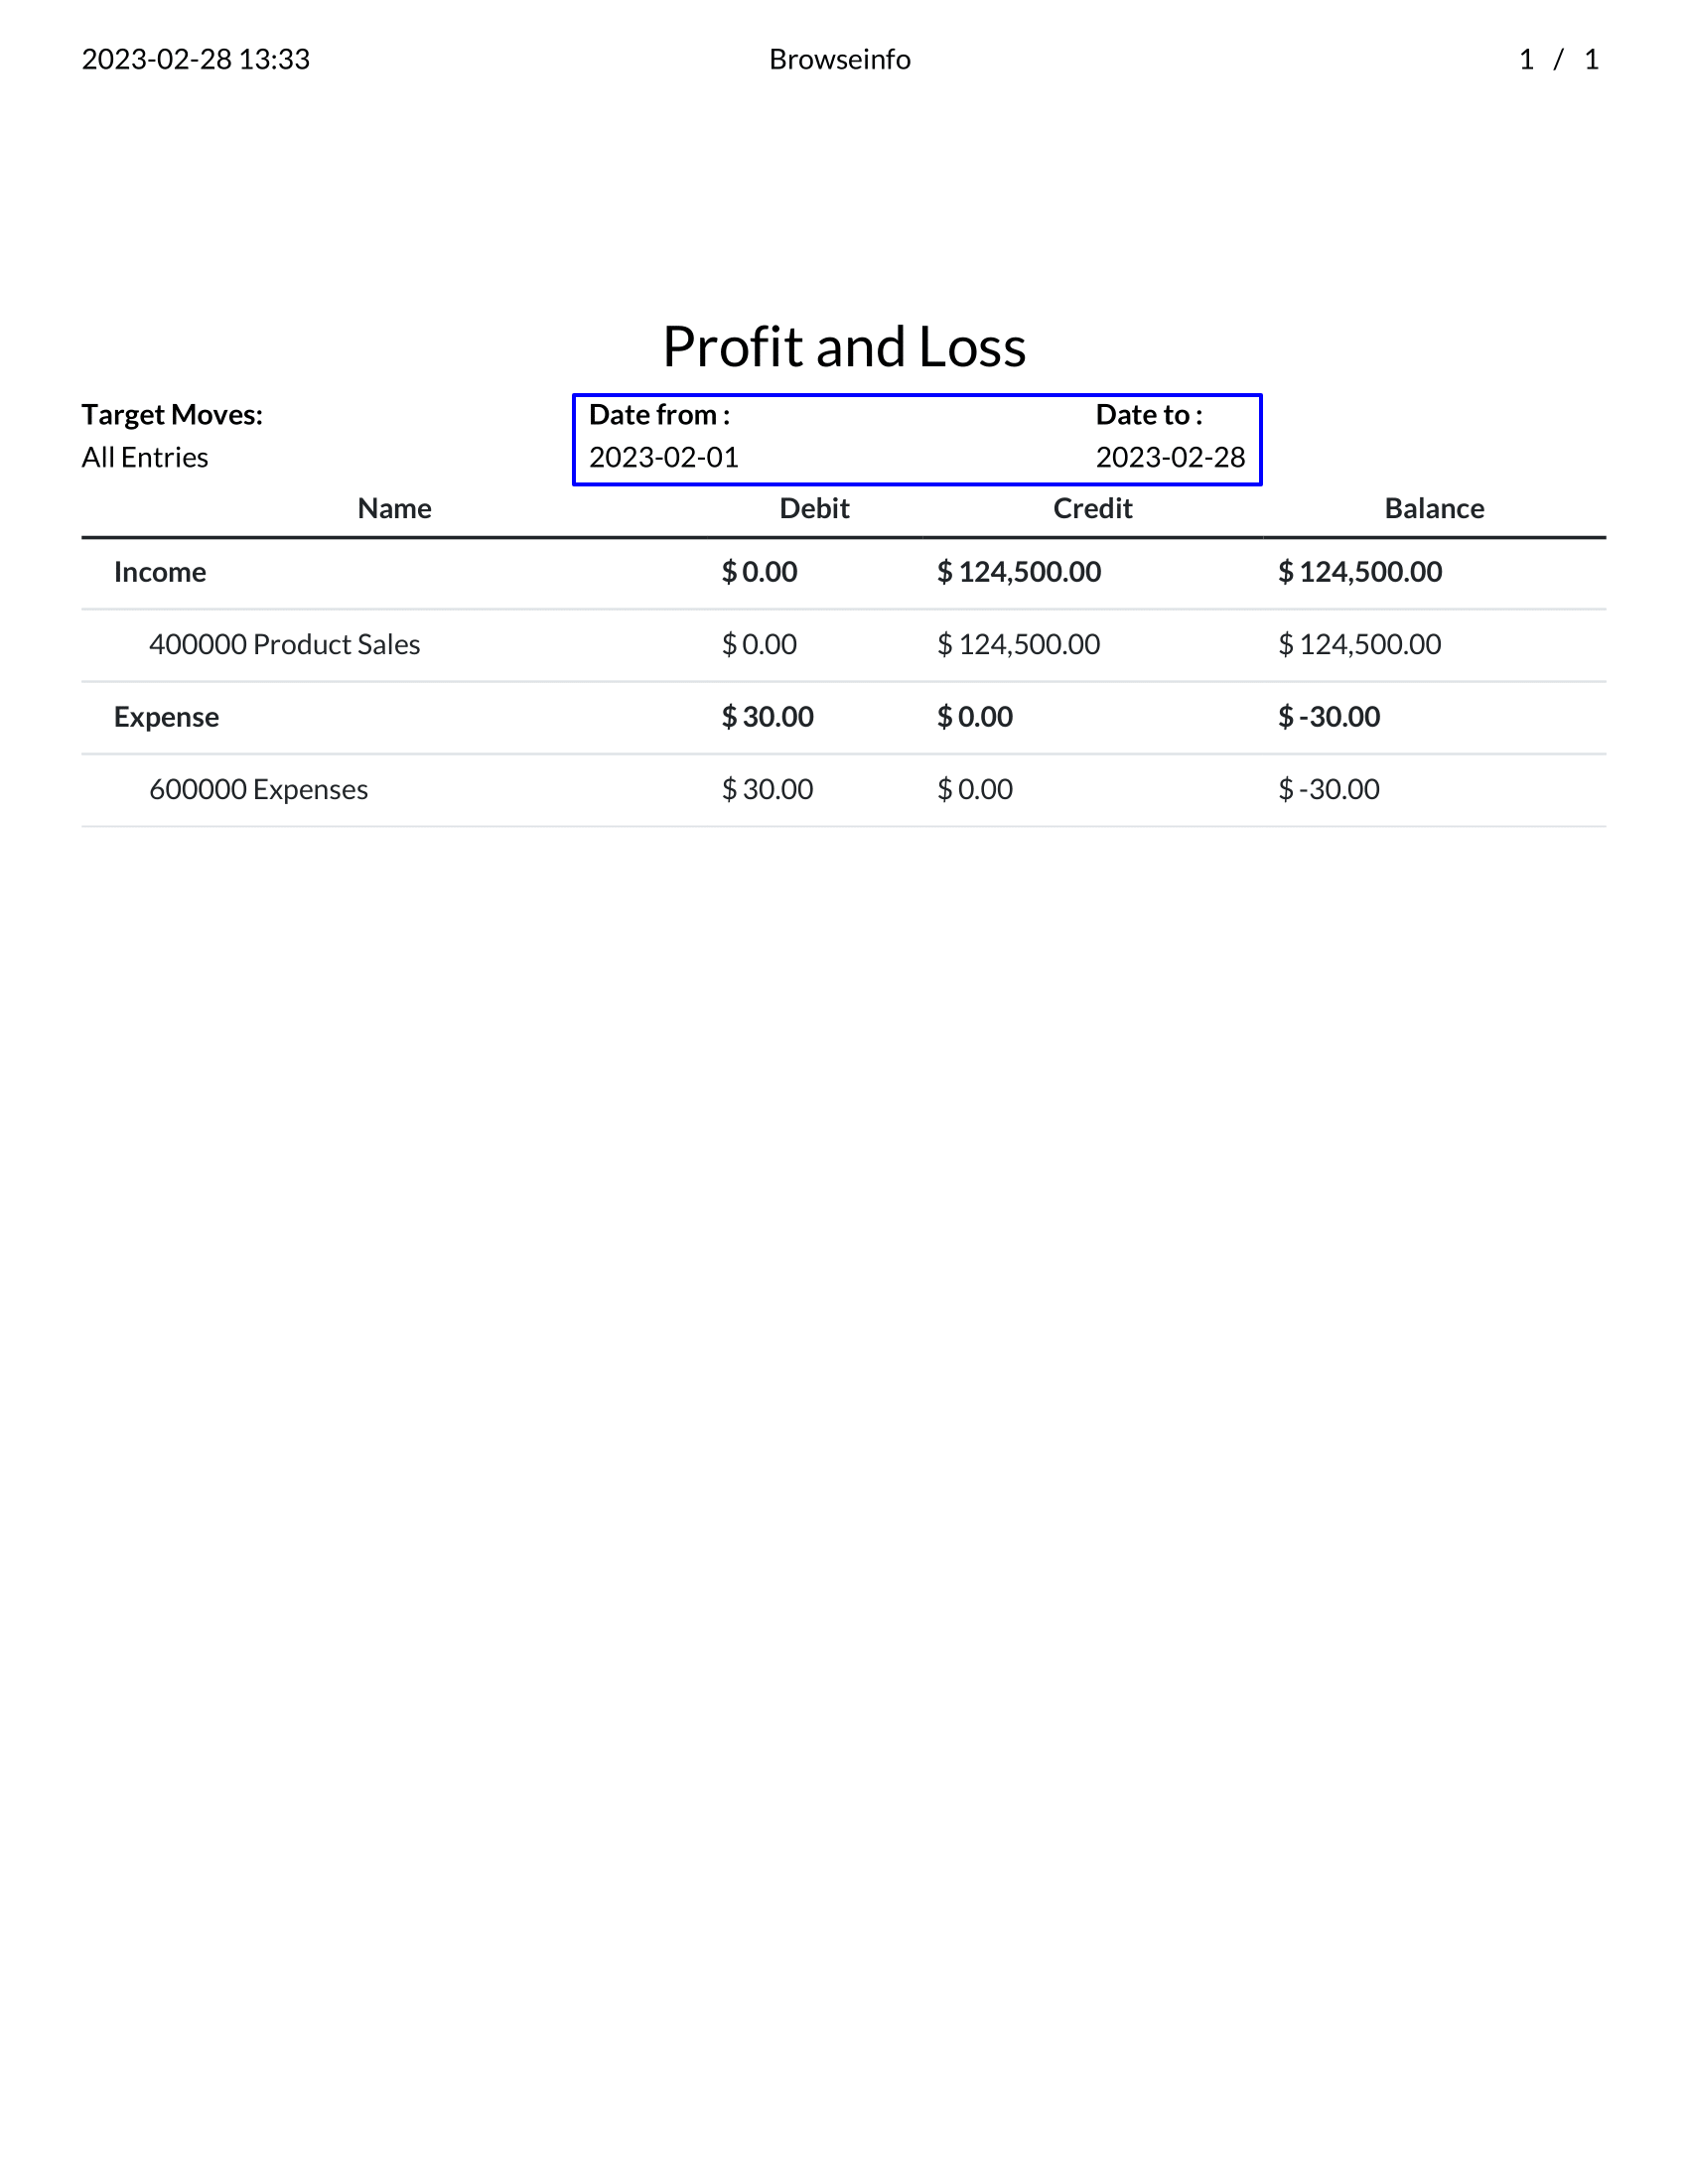 2023-02-28 13:33 Browseinfo 1 / 1
Profit and Loss
Target Moves: Date from : Date to :
All Entries 2023-02-01 2023-02-28
Name Debit Credit Balance
Income $ 0.00 $ 124,500.00 $ 124,500.00
400000 Product Sales $ 0.00 $ 124,500.00 $ 124,500.00
Expense $ 30.00 $ 0.00 $ -30.00
600000 Expenses $ 30.00 $ 0.00 $ -30.00